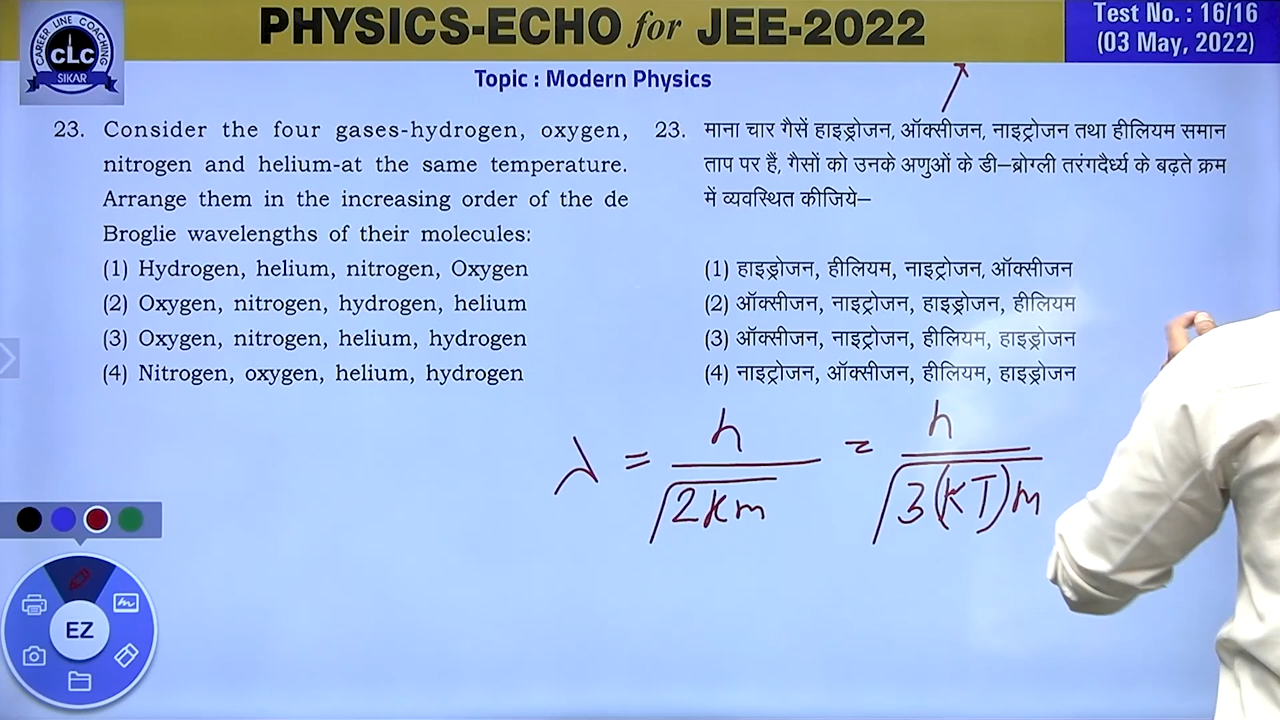 PHYSICS-ECHO for JEE-2022
Test No. : 16/16
(03 May, 2022)
CAREER LINE COACHING
CLC
SIKAR
Topic : Modern Physics
23. Consider the four gases-hydrogen, oxygen,
nitrogen and helium-at the same temperature.
Arrange them in the increasing order of the de
Broglie wavelengths of their molecules:
(1) Hydrogen, helium, nitrogen, Oxygen
(2) Oxygen, nitrogen, hydrogen, helium
(3) Oxygen, nitrogen, helium, hydrogen
(4) Nitrogen, oxygen, helium, hydrogen
23. माना चार गैसें हाइड्रोजन, ऑक्सीजन, नाइट्रोजन तथा हीलियम समान
ताप पर हैं, गैसों को उनके अणुओं के डी–ब्रोग्ली तरंगदैर्ध्य के बढ़ते क्रम
में व्यवस्थित कीजिये–
(1) हाइड्रोजन, हीलियम, नाइट्रोजन, ऑक्सीजन
(2) ऑक्सीजन, नाइट्रोजन, हाइड्रोजन, हीलियम
(3) ऑक्सीजन, नाइट्रोजन, हीलियम, हाइड्रोजन
(4) नाइट्रोजन, ऑक्सीजन, हीलियम, हाइड्रोजन
λ = h / √2Km = h / √3(KT)m
EZ